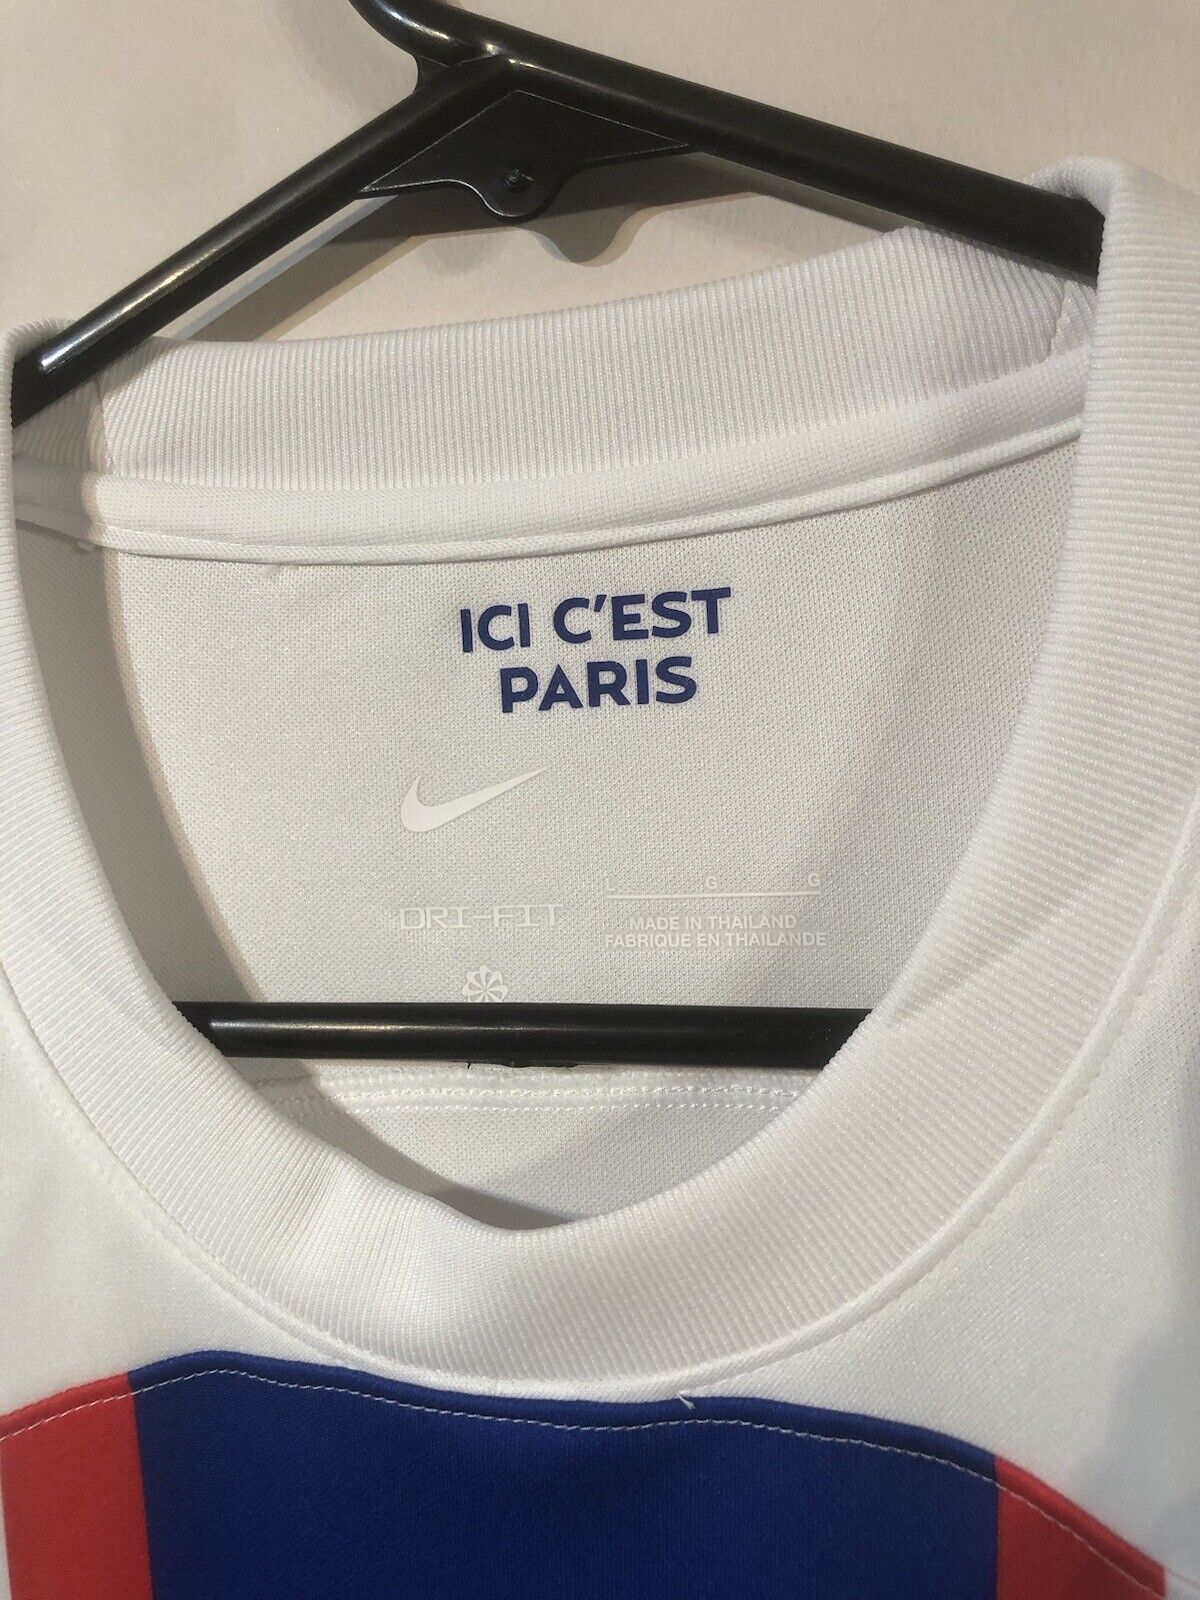 ICI C'EST
PARIS
L G G
DRI-FIT
MADE IN THAILAND
FABRIQUE EN THAILANDE